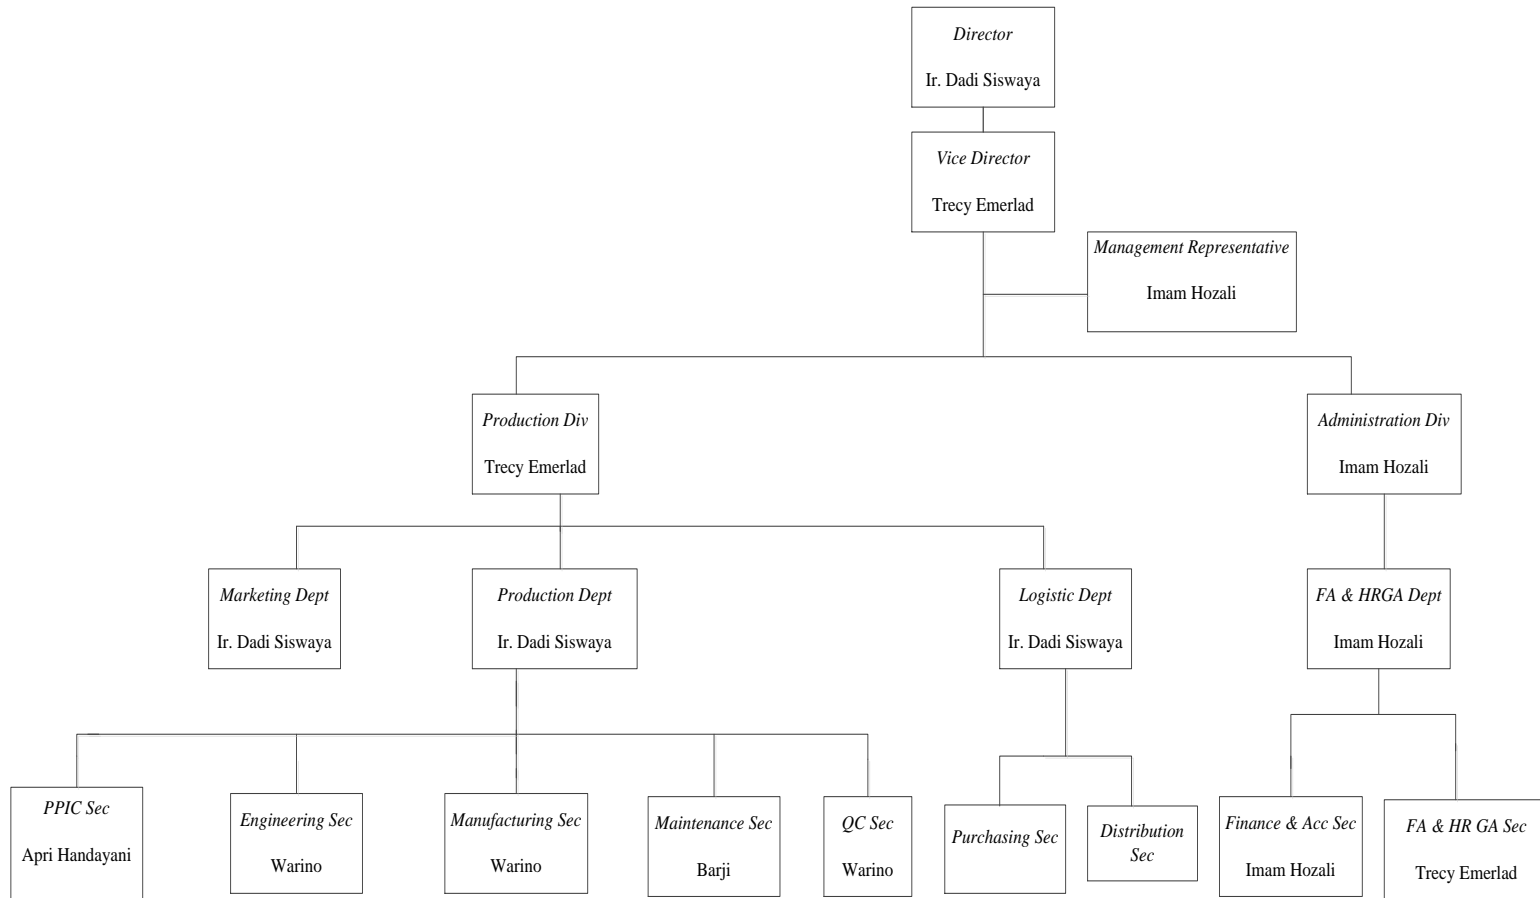 Director
Ir. Dadi Siswaya
Vice Director
Trecy Emerlad
Management Representative
Imam Hozali
Production Div
Trecy Emerlad
Administration Div
Imam Hozali
Marketing Dept
Ir. Dadi Siswaya
Production Dept
Ir. Dadi Siswaya
Logistic Dept
Ir. Dadi Siswaya
FA & HRGA Dept
Imam Hozali
PPIC Sec
Apri Handayani
Engineering Sec
Warino
Manufacturing Sec
Warino
Maintenance Sec
Barji
QC Sec
Warino
Purchasing Sec
Distribution
Sec
Finance & Acc Sec
Imam Hozali
FA & HR GA Sec
Trecy Emerlad